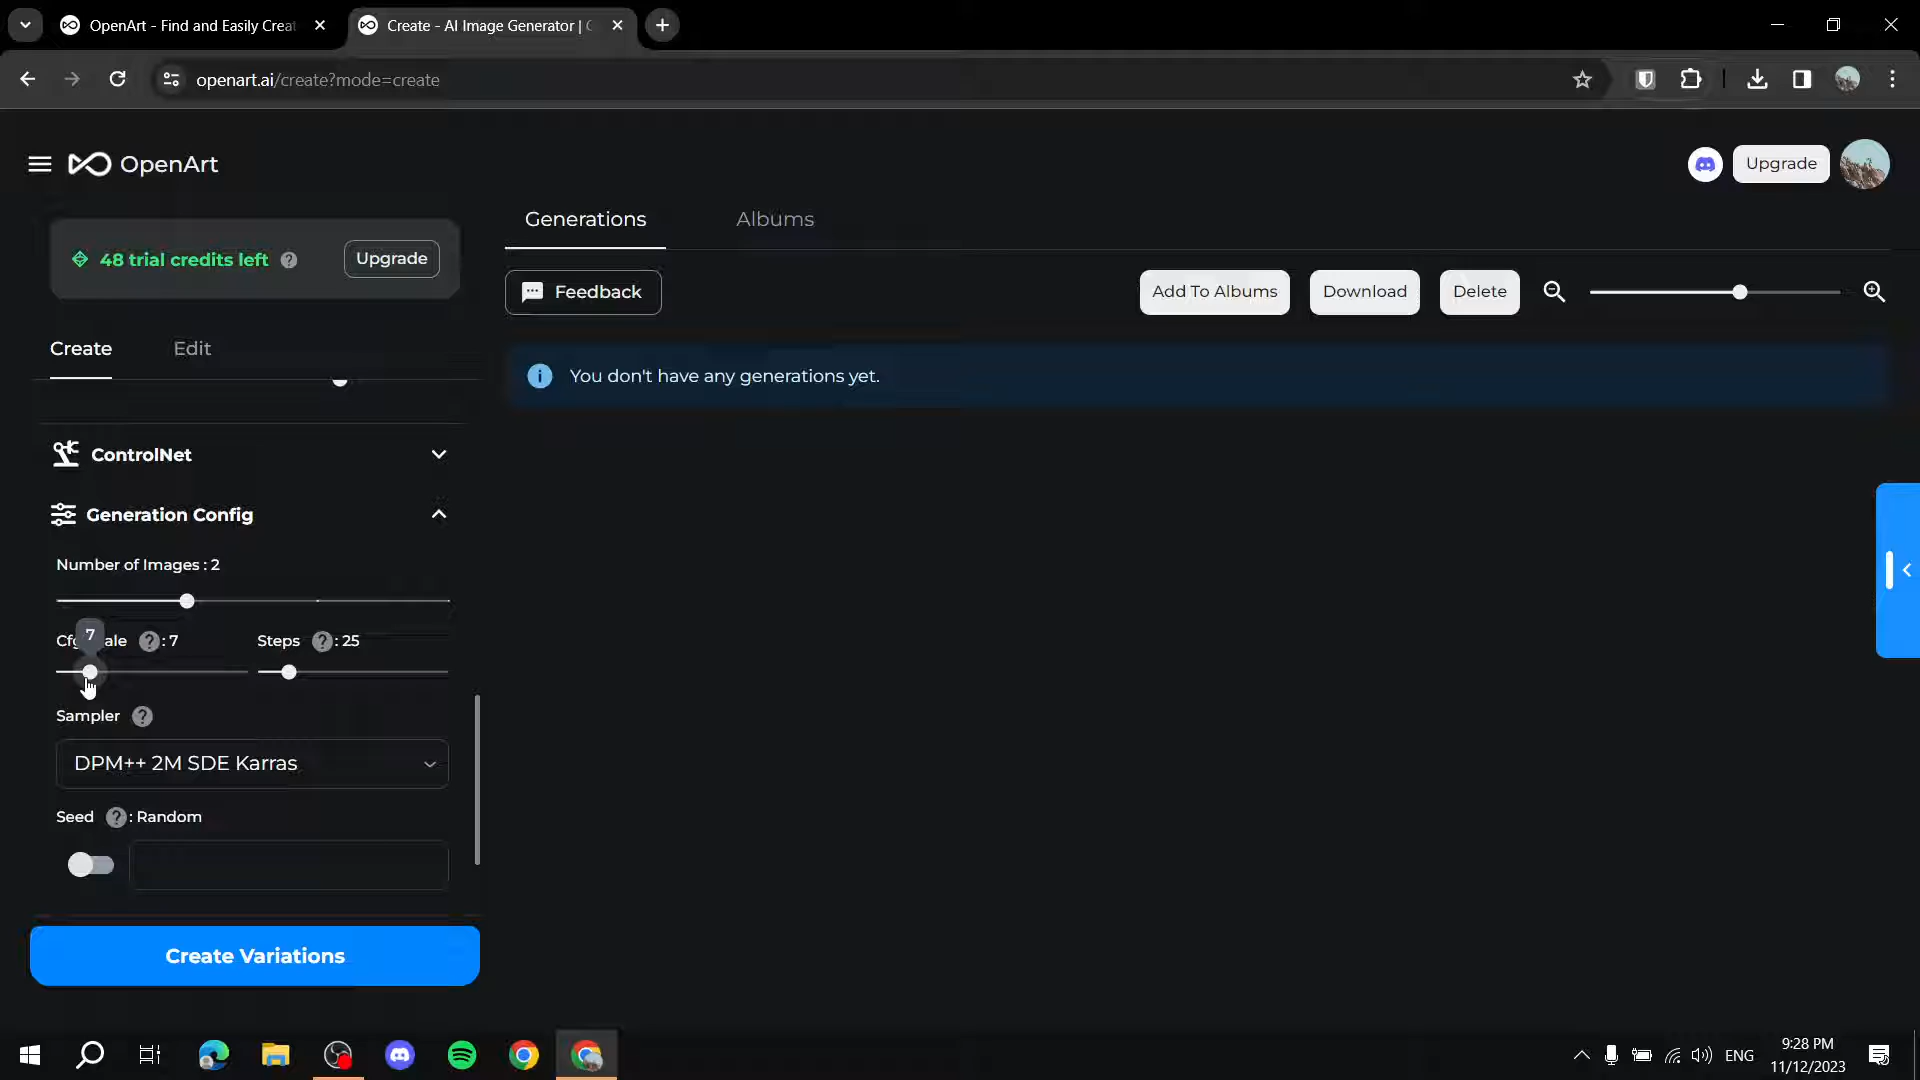 OpenArt - Find and Easily Creat
Create - AI Image Generator |
openart.ai/create?mode=create
OpenArt
Upgrade
Generations
Albums
48 trial credits left ?
Upgrade
Feedback
Add To Albums
Download
Delete
Create
Edit
You don't have any generations yet.
ControlNet
Generation Config
Number of Images : 2
7
Cfg ale ? : 7
Steps ? : 25
Sampler ?
DPM++ 2M SDE Karras
Seed ? : Random
Create Variations
ENG
9:28 PM
11/12/2023